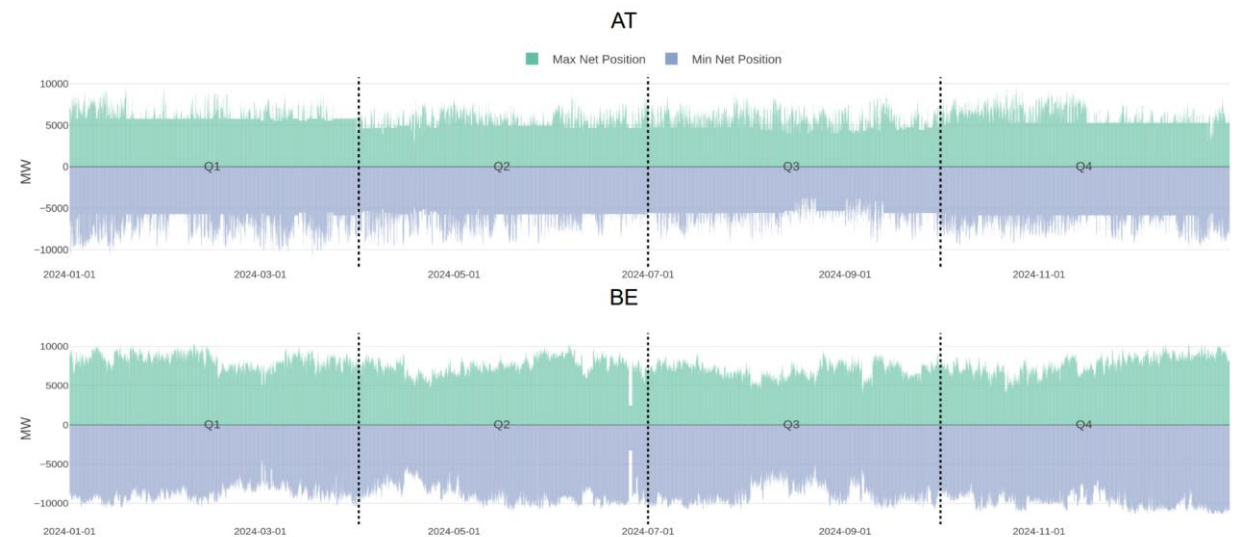 AT
Max Net Position Min Net Position
10000
5000
0
−5000
−10000
MW
Q1 Q2 Q3 Q4
2024-01-01 2024-03-01 2024-05-01 2024-07-01 2024-09-01 2024-11-01
BE
10000
5000
0
−5000
−10000
MW
Q1 Q2 Q3 Q4
2024-01-01 2024-03-01 2024-05-01 2024-07-01 2024-09-01 2024-11-01